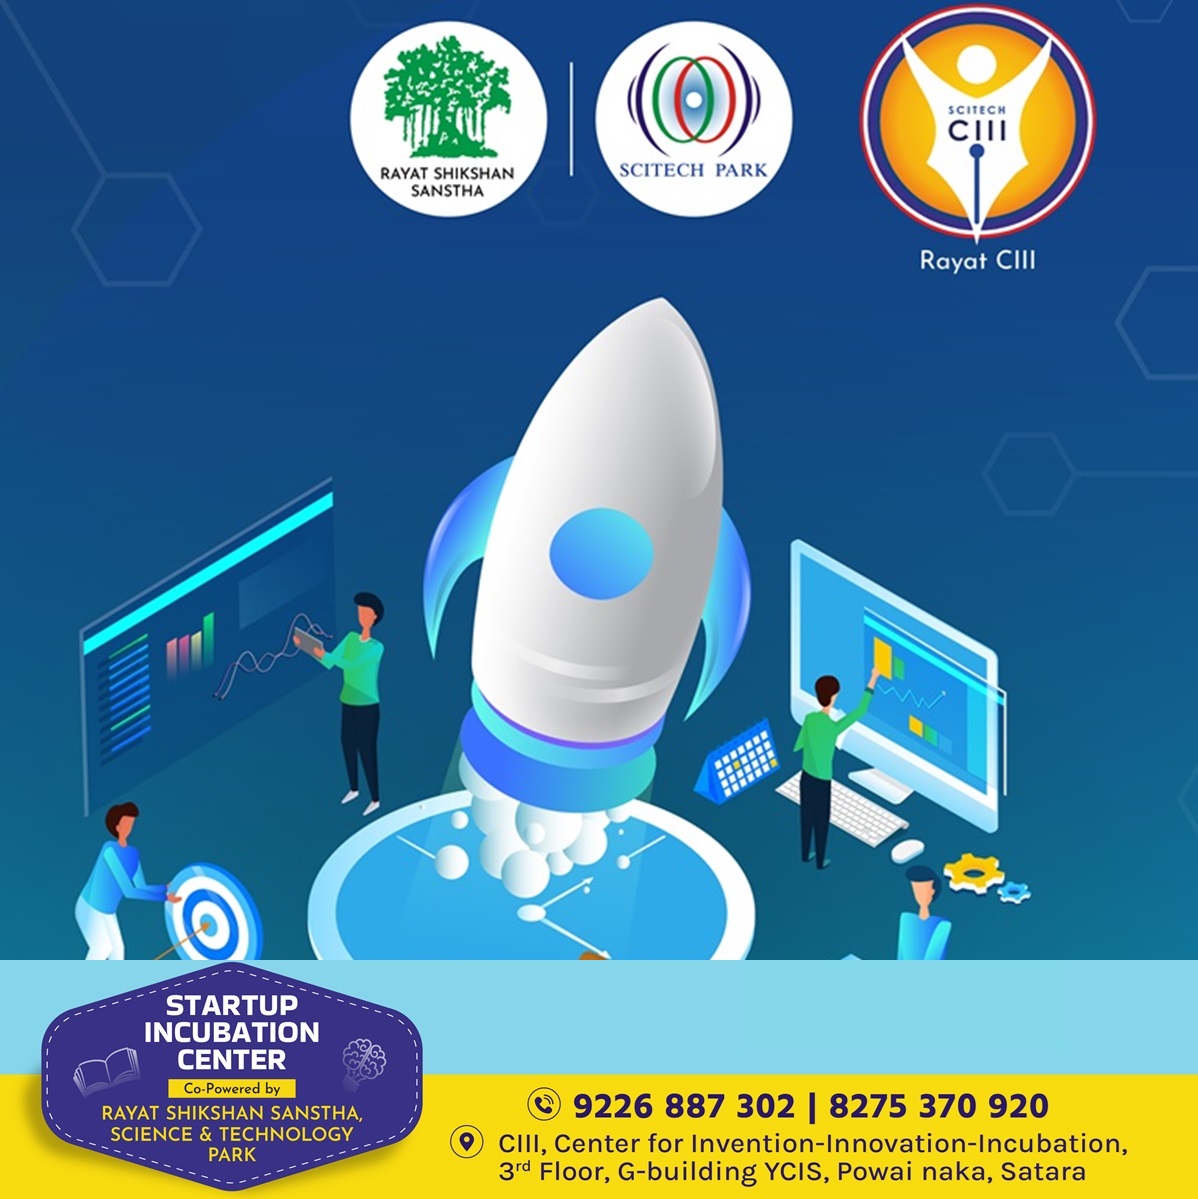 RAYAT SHIKSHAN
SANSTHA
SCITECH PARK
SCITECH
CIII
Rayat CIII
STARTUP
INCUBATION
CENTER
Co-Powered by
RAYAT SHIKSHAN SANSTHA,
SCIENCE & TECHNOLOGY
PARK
9226 887 302 | 8275 370 920
CIII, Center for Invention-Innovation-Incubation,
3rd Floor, G-building YCIS, Powai naka, Satara